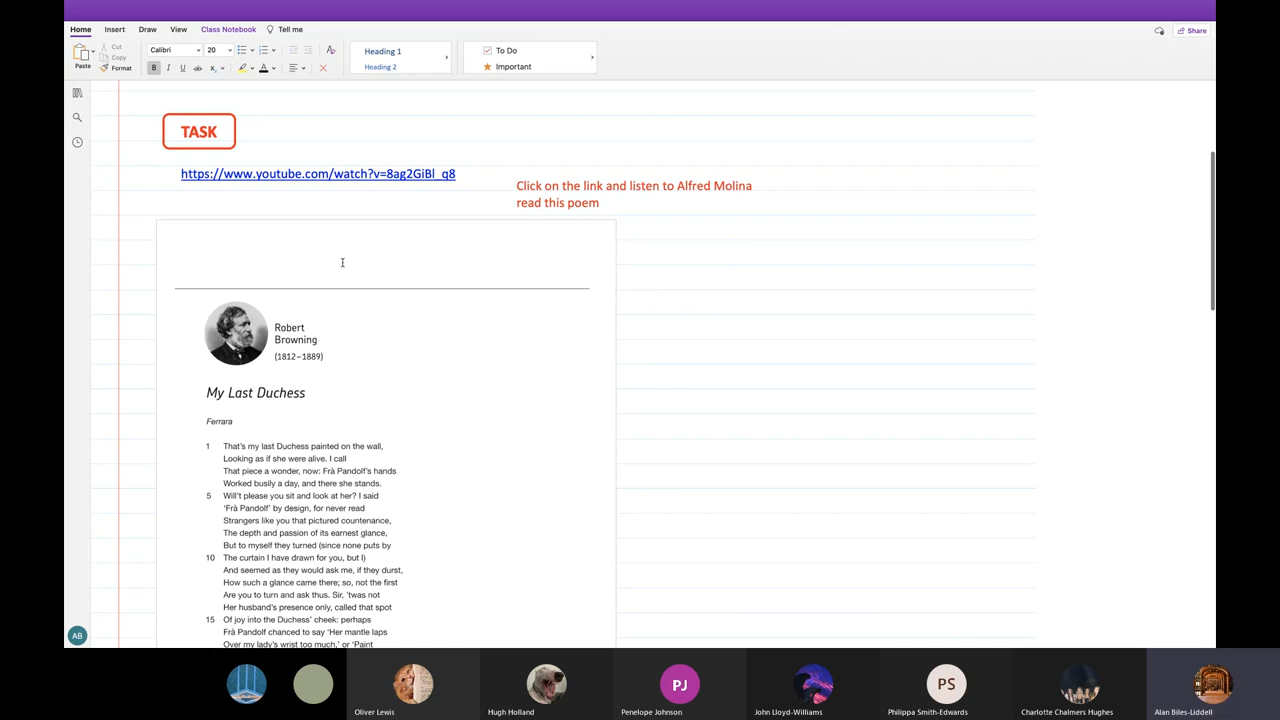 Home Insert Draw View Class Notebook Tell me
Share
Paste
Cut
Copy
Format
Calibri 20
B I U ab X A
Heading 1
Heading 2
To Do
Important
TASK
https://www.youtube.com/watch?v=8ag2GiBl_q8
Click on the link and listen to Alfred Molina
read this poem
Robert
Browning
(1812–1889)
My Last Duchess
Ferrara
1 That's my last Duchess painted on the wall,
Looking as if she were alive. I call
That piece a wonder, now: Frà Pandolf's hands
Worked busily a day, and there she stands.
5 Will't please you sit and look at her? I said
'Frà Pandolf' by design, for never read
Strangers like you that pictured countenance,
The depth and passion of its earnest glance,
But to myself they turned (since none puts by
10 The curtain I have drawn for you, but I)
And seemed as they would ask me, if they durst,
How such a glance came there; so, not the first
Are you to turn and ask thus. Sir, 'twas not
Her husband's presence only, called that spot
15 Of joy into the Duchess' cheek: perhaps
Frà Pandolf chanced to say 'Her mantle laps
Over my lady's wrist too much,' or 'Paint
AB
Oliver Lewis
Hugh Holland
PJ
Penelope Johnson
John Lloyd-Williams
PS
Philippa Smith-Edwards
Charlotte Chalmers Hughes
Alan Biles-Liddell